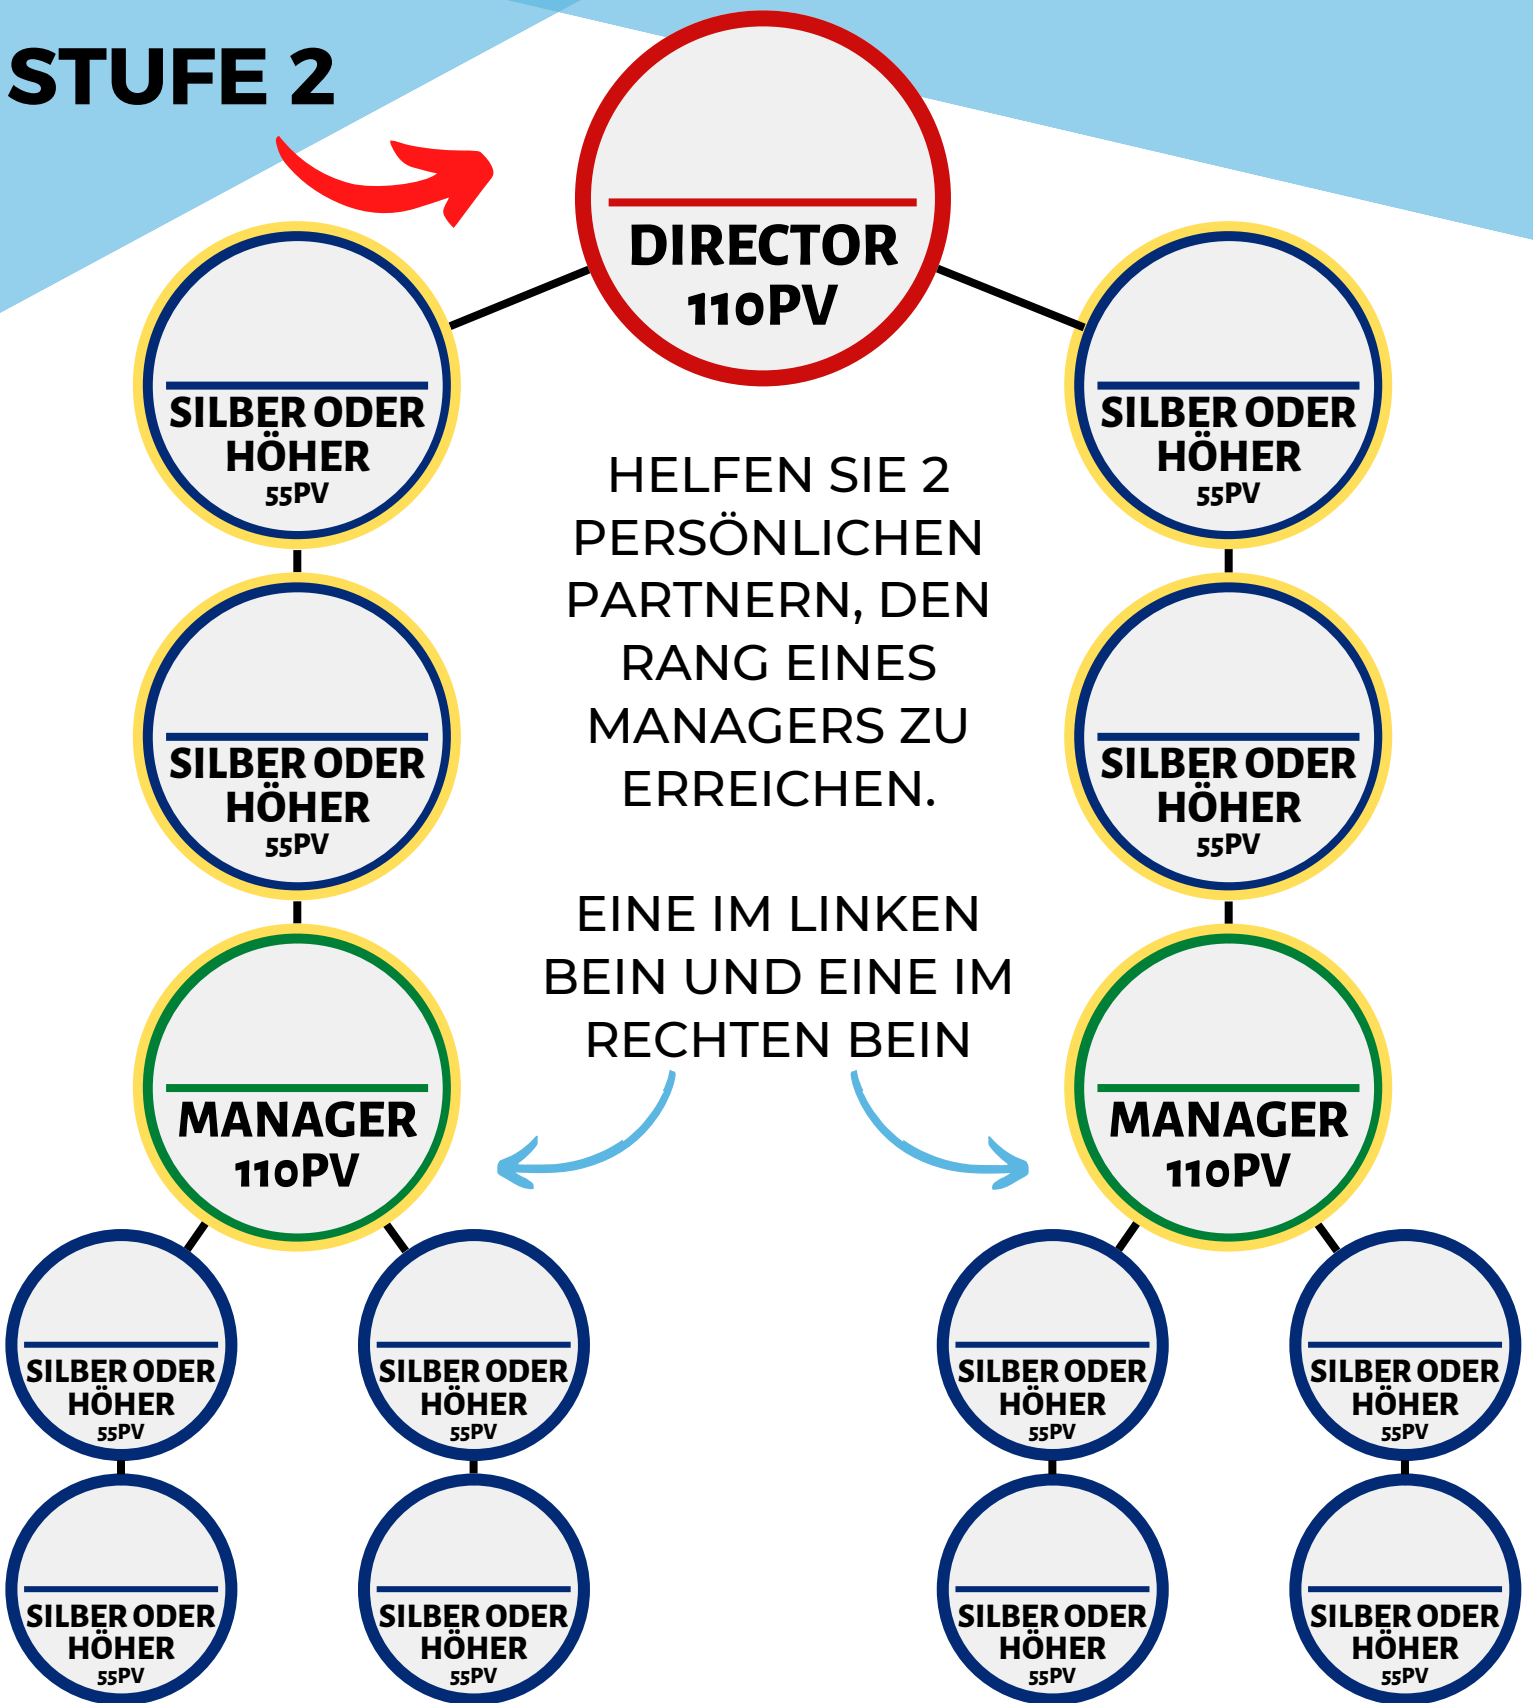 STUFE 2
DIRECTOR
110PV
SILBER ODER
HÖHER
55PV
SILBER ODER
HÖHER
55PV
HELFEN SIE 2
PERSÖNLICHEN
PARTNERN, DEN
RANG EINES
MANAGERS ZU
ERREICHEN.
SILBER ODER
HÖHER
55PV
SILBER ODER
HÖHER
55PV
EINE IM LINKEN
BEIN UND EINE IM
RECHTEN BEIN
MANAGER
110PV
MANAGER
110PV
SILBER ODER
HÖHER
55PV
SILBER ODER
HÖHER
55PV
SILBER ODER
HÖHER
55PV
SILBER ODER
HÖHER
55PV
SILBER ODER
HÖHER
55PV
SILBER ODER
HÖHER
55PV
SILBER ODER
HÖHER
55PV
SILBER ODER
HÖHER
55PV